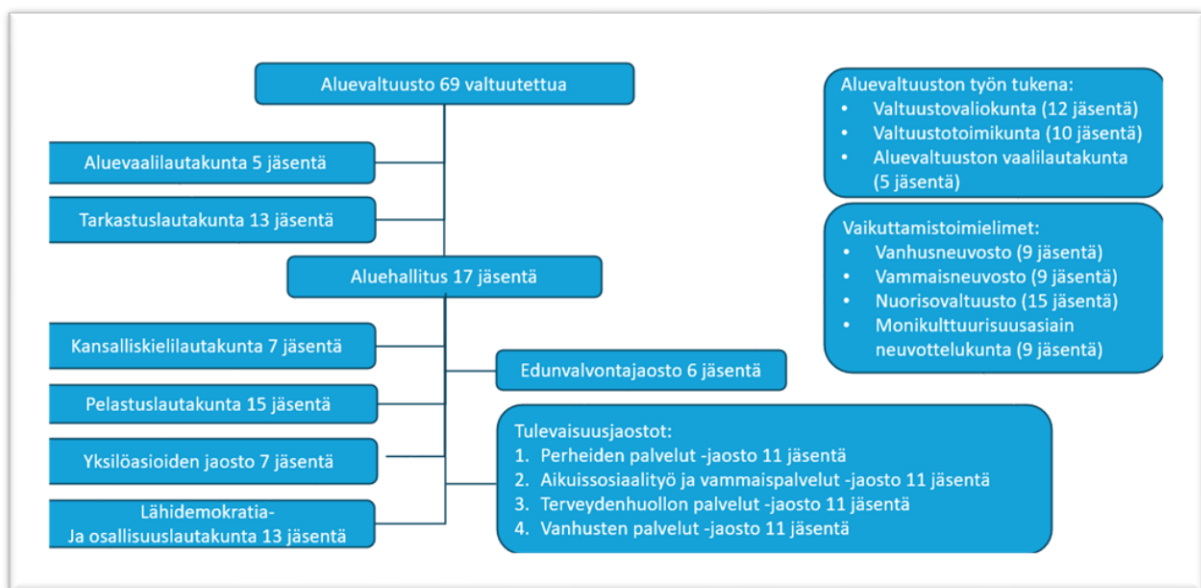 Aluevaltuusto 69 valtuutettua
Aluevaalilautakunta 5 jäsentä
Tarkastuslautakunta 13 jäsentä
Aluehallitus 17 jäsentä
Kansalliskielilautakunta 7 jäsentä
Pelastuslautakunta 15 jäsentä
Yksilöasioiden jaosto 7 jäsentä
Lähidemokratia-
Ja osallisuuslautakunta 13 jäsentä
Edunvalvontajaosto 6 jäsentä
Tulevaisuusjaostot:
1. Perheiden palvelut -jaosto 11 jäsentä
2. Aikuissosiaalityö ja vammaispalvelut -jaosto 11 jäsentä
3. Terveydenhuollon palvelut -jaosto 11 jäsentä
4. Vanhusten palvelut -jaosto 11 jäsentä
Aluevaltuuston työn tukena:
• Valtuustovaliokunta (12 jäsentä)
• Valtuustotoimikunta (10 jäsentä)
• Aluevaltuuston vaalilautakunta
(5 jäsentä)
Vaikuttamistoimielimet:
• Vanhusneuvosto (9 jäsentä)
• Vammaisneuvosto (9 jäsentä)
• Nuorisovaltuusto (15 jäsentä)
• Monikulttuurisuusasiain
neuvottelukunta (9 jäsentä)